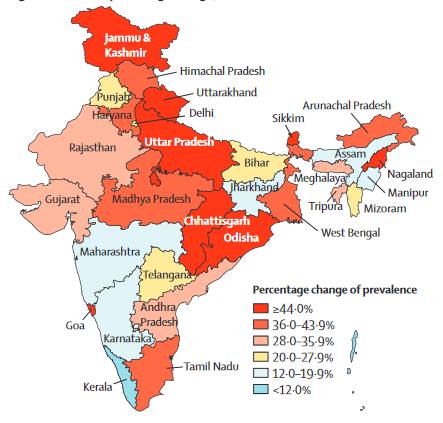 Jammu &
Kashmir
Himachal Pradesh
Punjab
Uttarakhand
Haryana
Delhi
Arunachal Pradesh
Sikkim
Rajasthan
Uttar Pradesh
Assam
Bihar
Meghalaya
Nagaland
Jharkhand
Manipur
Gujarat
Madhya Pradesh
Tripura
Mizoram
Chhattisgarh
West Bengal
Odisha
Maharashtra
Telangana
Percentage change of prevalence
≥44·0%
36·0–43·9%
28·0–35·9%
20·0–27·9%
12·0–19·9%
<12·0%
Andhra
Pradesh
Goa
Karnataka
Tamil Nadu
Kerala